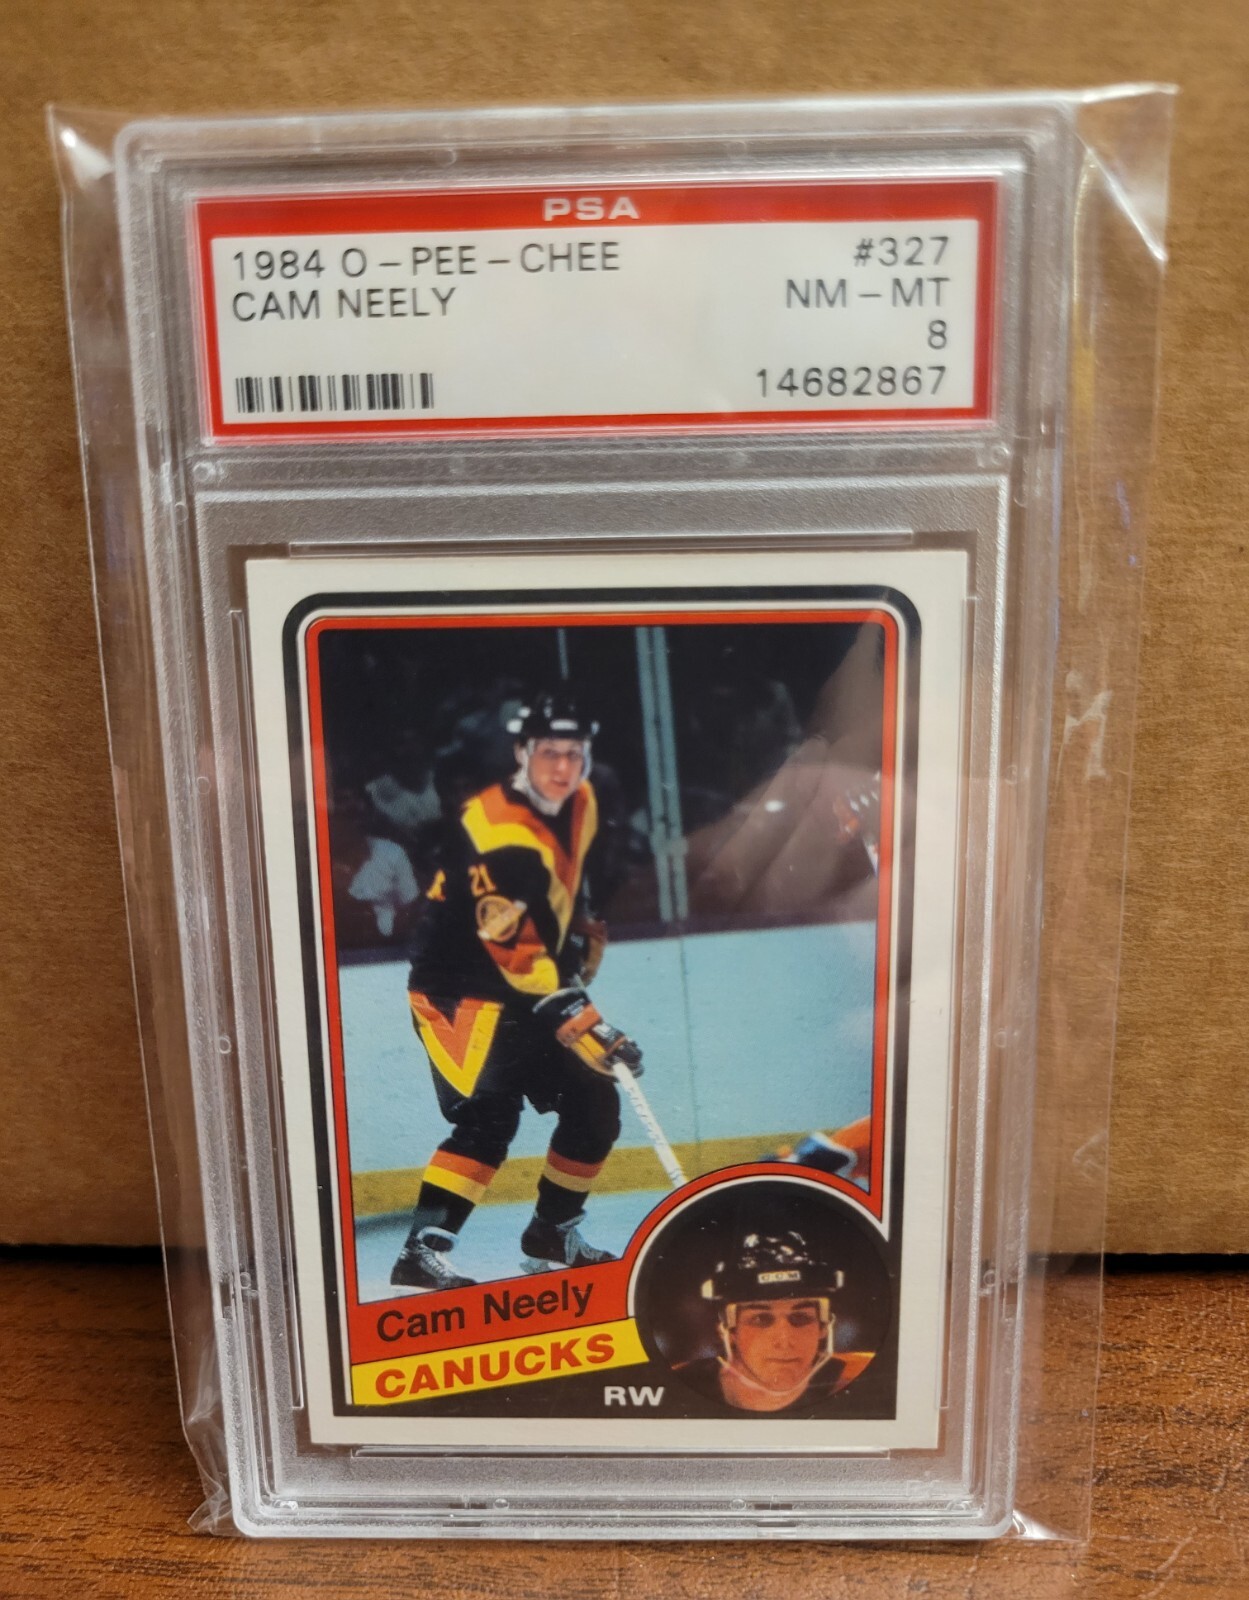 PSA
1984 O-PEE-CHEE #327
CAM NEELY NM-MT
8
14682867
21
Cam Neely
CANUCKS
RW
CCM